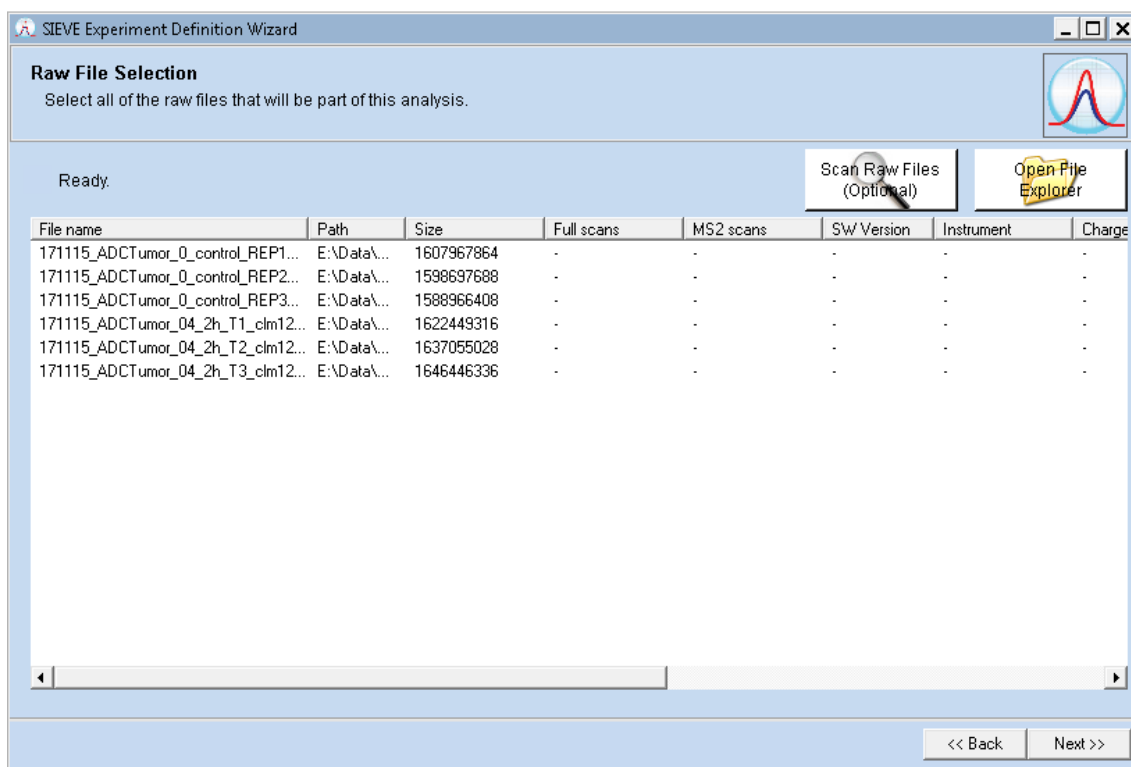 SIEVE Experiment Definition Wizard
Raw File Selection
Select all of the raw files that will be part of this analysis.
Ready.
Scan Raw Files
(Optional)
Open File
Explorer
File name Path Size Full scans MS2 scans SW Version Instrument Charge
171115_ADCTumor_0_control_REP1... E:\Data\... 1607967864 - - - - -
171115_ADCTumor_0_control_REP2... E:\Data\... 1598697688 - - - - -
171115_ADCTumor_0_control_REP3... E:\Data\... 1588966408 - - - - -
171115_ADCTumor_04_2h_T1_clm12... E:\Data\... 1622449316 - - - - -
171115_ADCTumor_04_2h_T2_clm12... E:\Data\... 1637055028 - - - - -
171115_ADCTumor_04_2h_T3_clm12... E:\Data\... 1646446336 - - - - -
<< Back Next >>